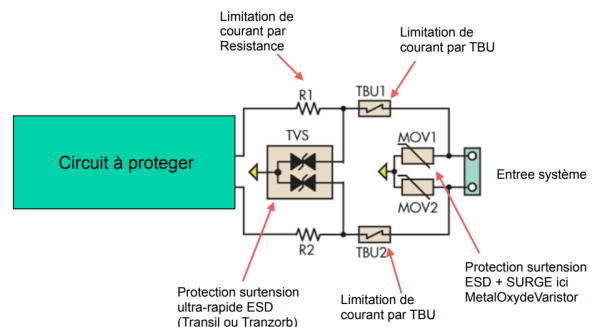 Limitation de
courant par
Resistance
Limitation de
courant par TBU
R1
TBU1
TVS
MOV1
Circuit à proteger
Entree système
MOV2
R2
TBU2
Protection surtension
ultra-rapide ESD
(Transil ou Tranzorb)
Limitation de
courant par TBU
Protection surtension
ESD + SURGE ici
MetalOxydeVaristor